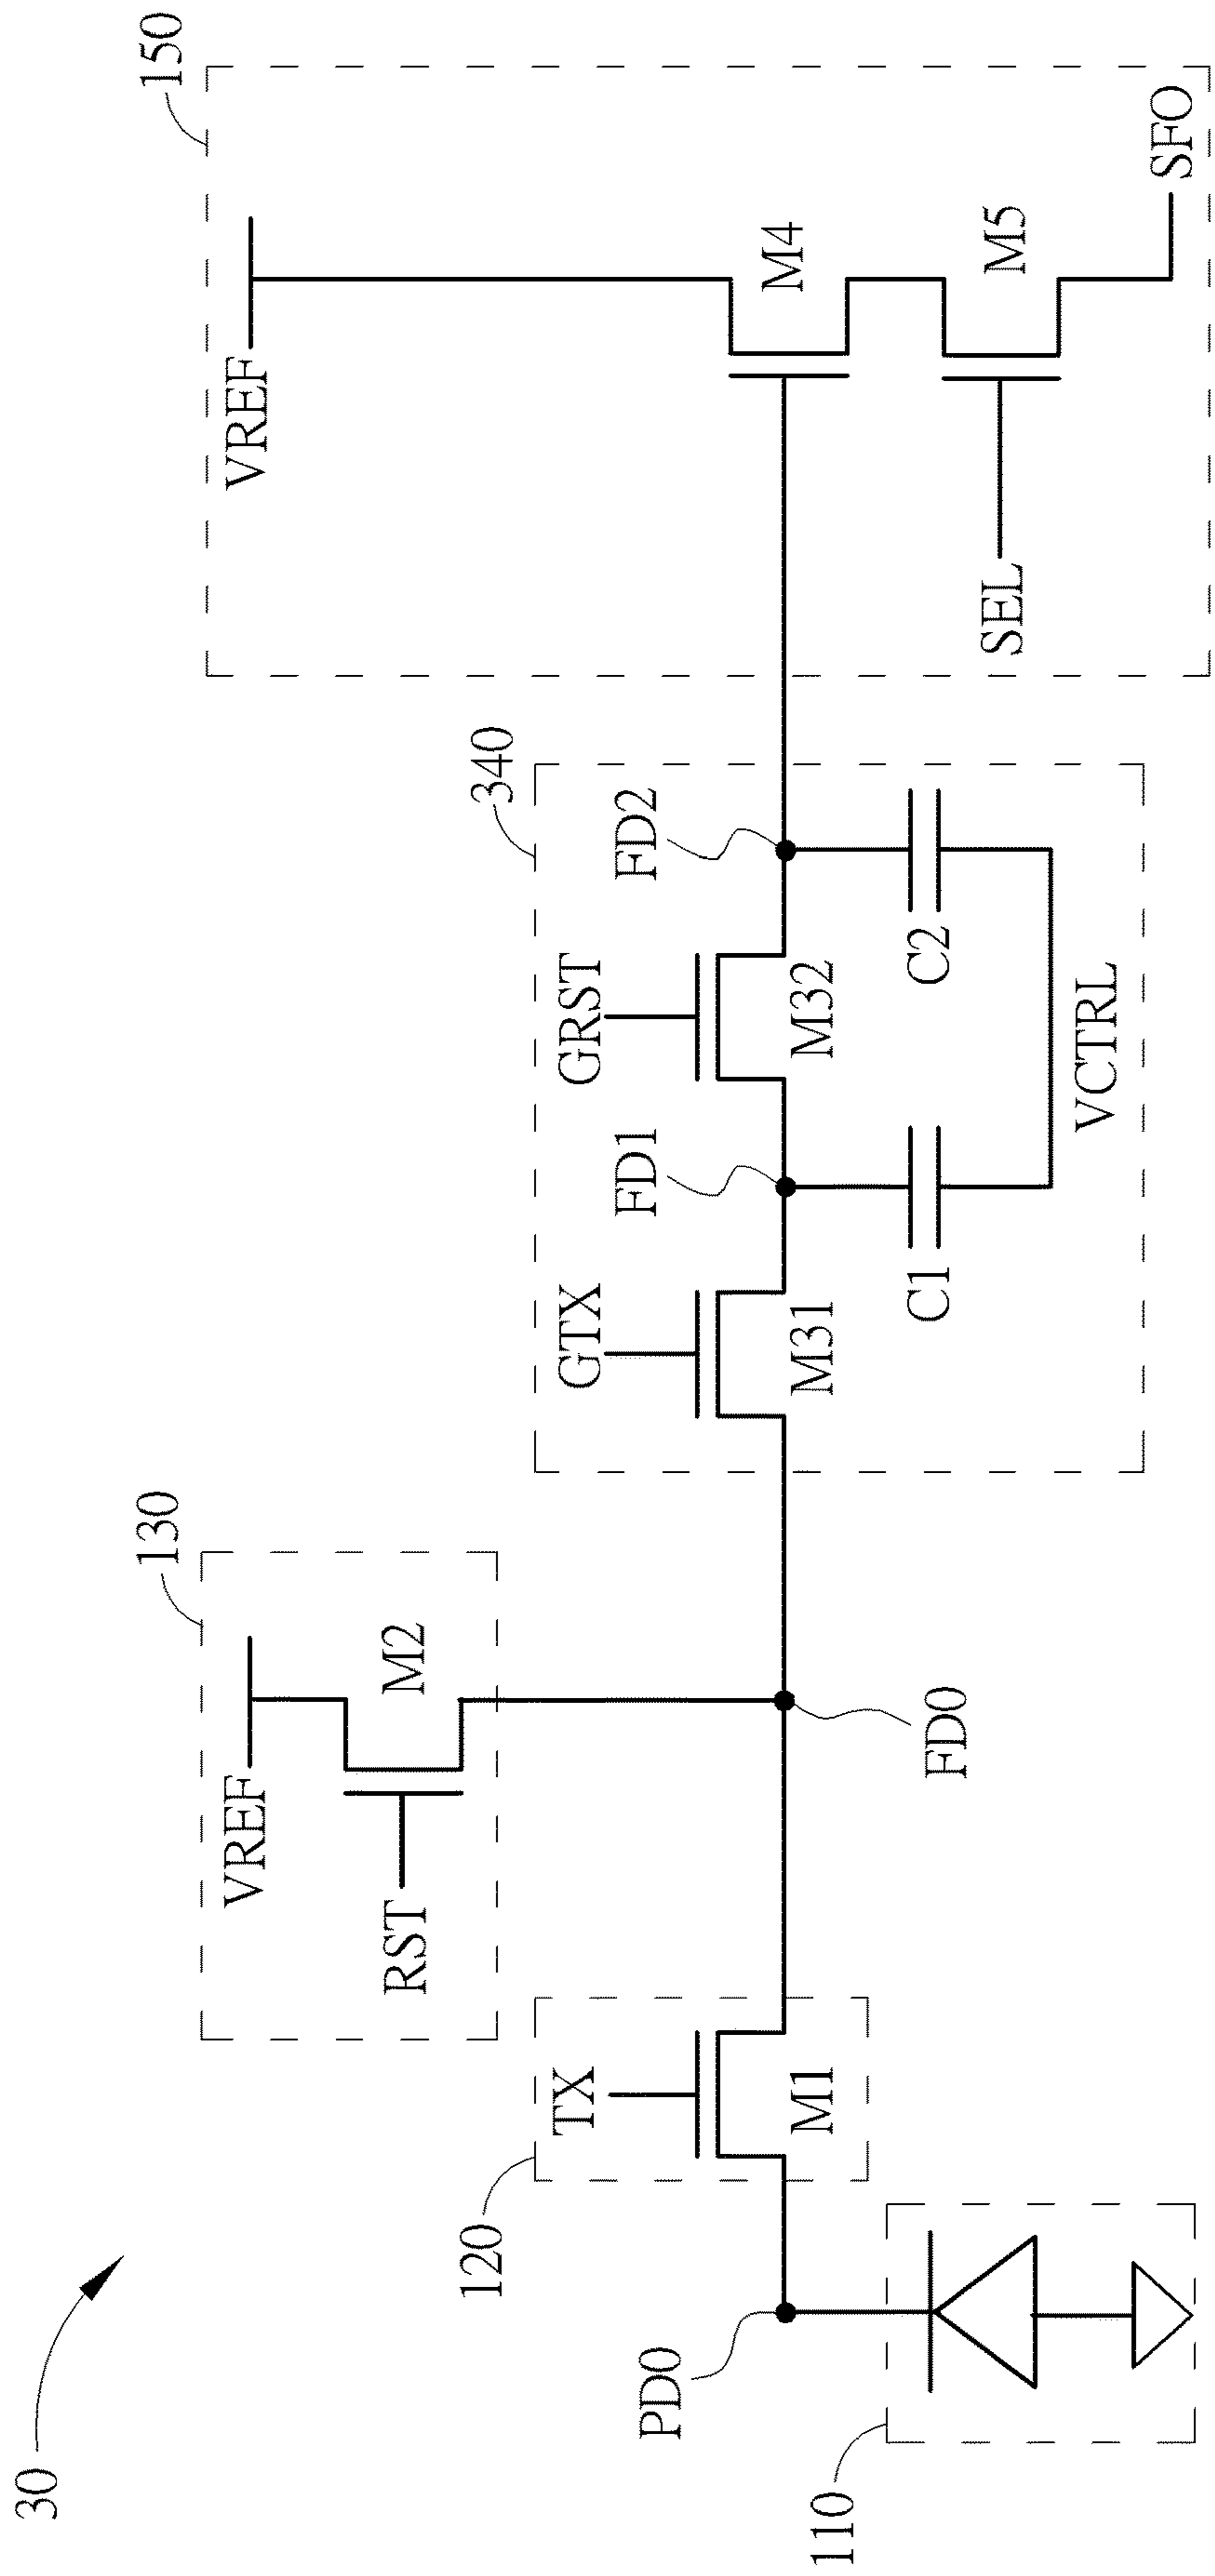 30
110
PD0
120
TX
M1
130
VREF
RST
M2
FD0
340
GTX
M31
FD1
C1
GRST
M32
FD2
C2
VCTRL
150
VREF
M4
SEL
M5
SFO